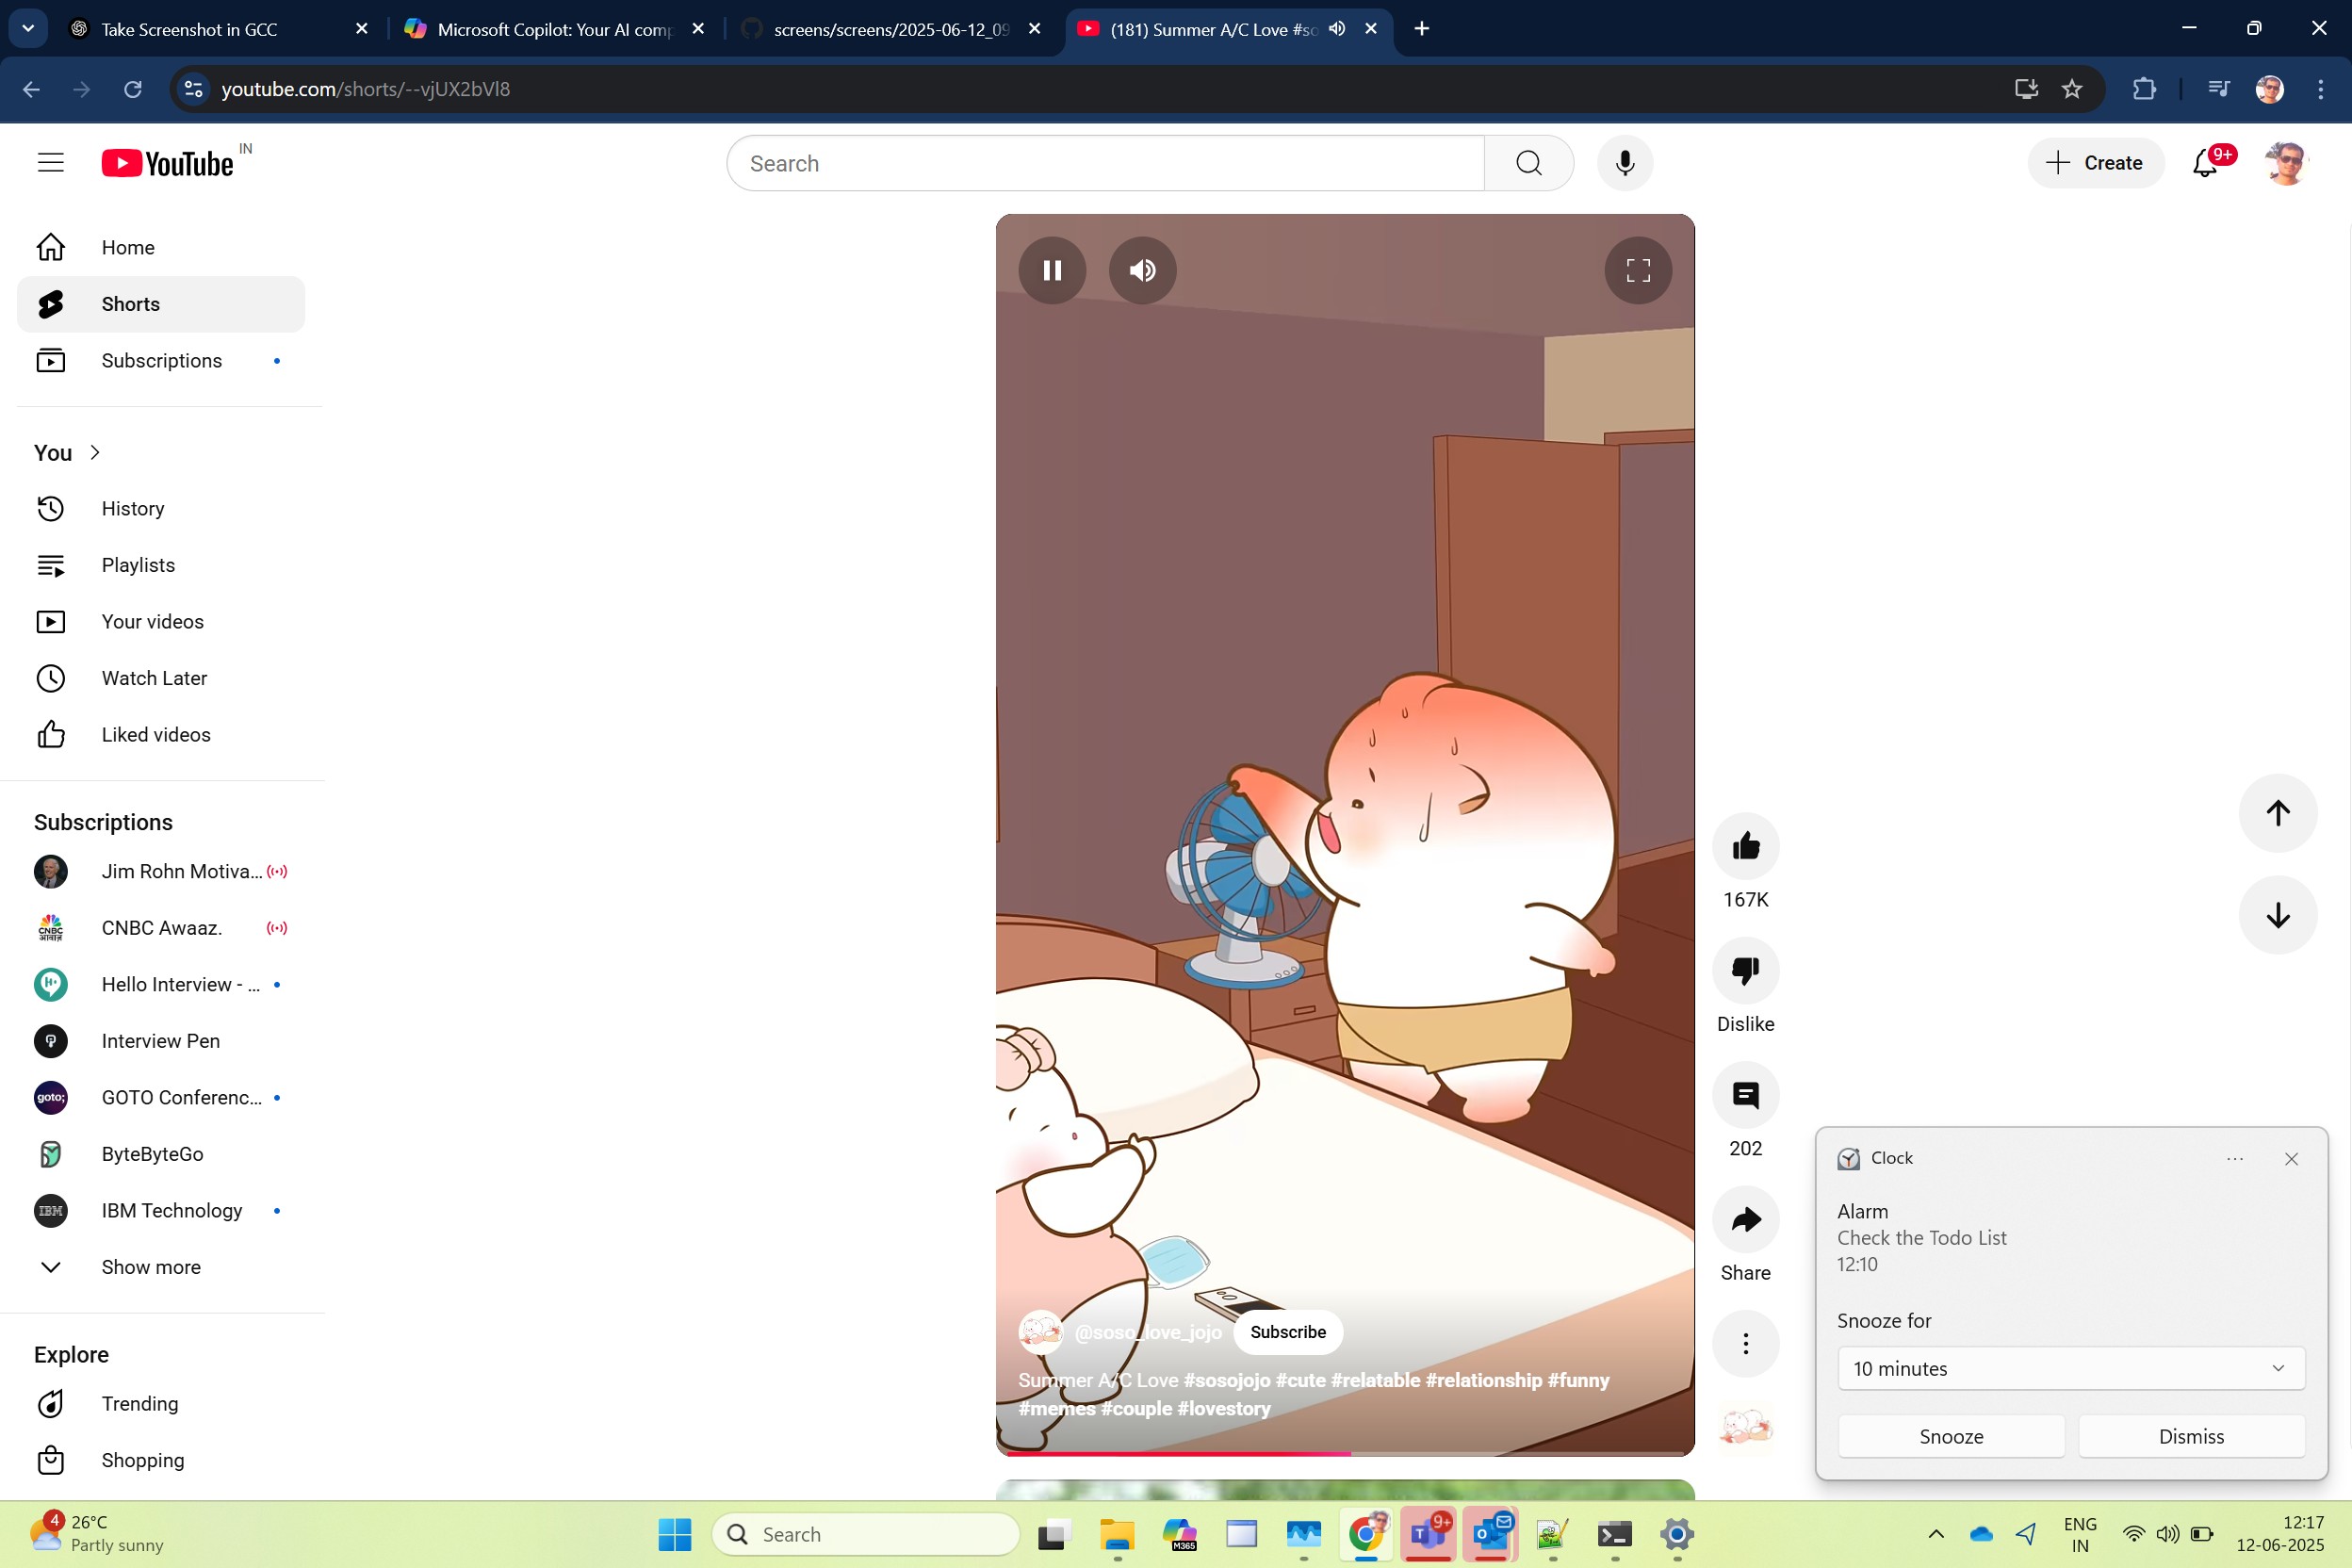 Take Screenshot in GCC
Microsoft Copilot: Your AI comp
screens/screens/2025-06-12_09
(181) Summer A/C Love #so
youtube.com/shorts/--vjUX2bVl8
YouTube IN
Search
Create
9+
Home
Shorts
Subscriptions
You
History
Playlists
Your videos
Watch Later
Liked videos
Subscriptions
Jim Rohn Motiva...
CNBC Awaaz.
Hello Interview - ...
Interview Pen
GOTO Conferenc...
ByteByteGo
IBM Technology
Show more
Explore
Trending
Shopping
167K
Dislike
202
Share
@soso_love_jojo
Subscribe
Summer A/C Love #sosojojo #cute #relatable #relationship #funny
#memes #couple #lovestory
Clock
Alarm
Check the Todo List
12:10
Snooze for
10 minutes
Snooze
Dismiss
4
26°C
Partly sunny
Search
M365
9+
ENG
IN
12:17
12-06-2025